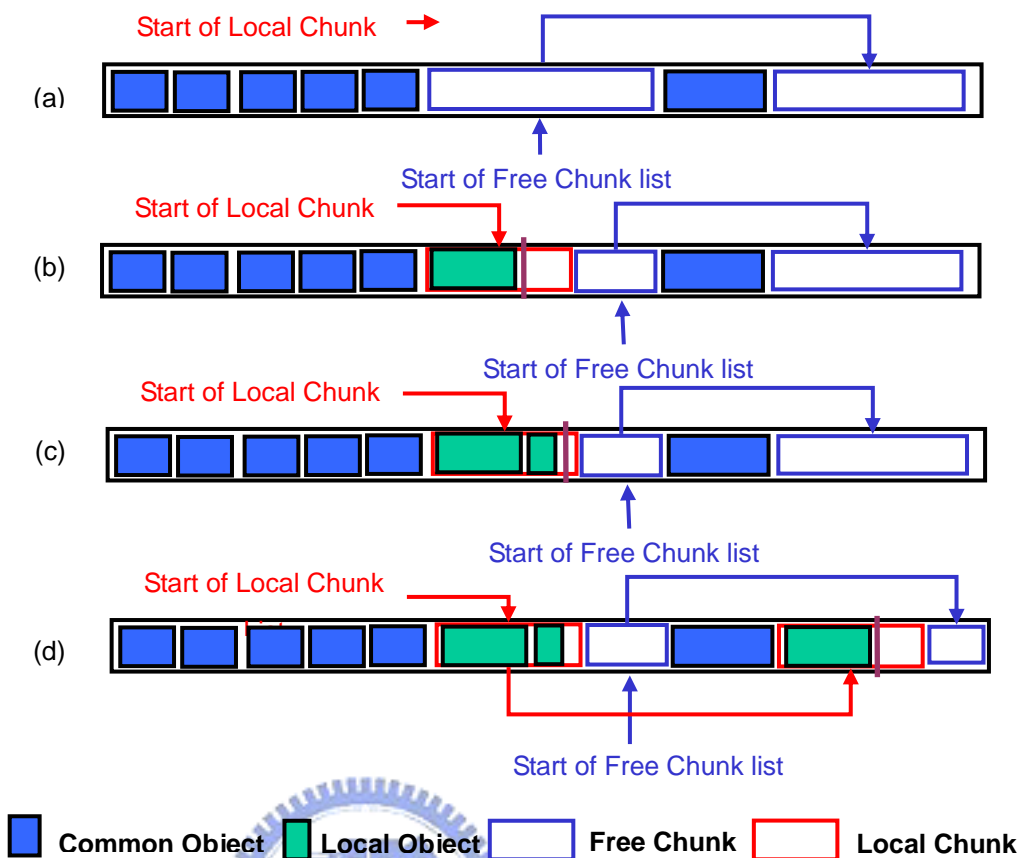 Start of Local Chunk
(a)
Start of Free Chunk list
Start of Local Chunk
(b)
Start of Free Chunk list
Start of Local Chunk
(c)
Start of Free Chunk list
Start of Local Chunk
(d)
Start of Free Chunk list
Common Object Local Object Free Chunk Local Chunk